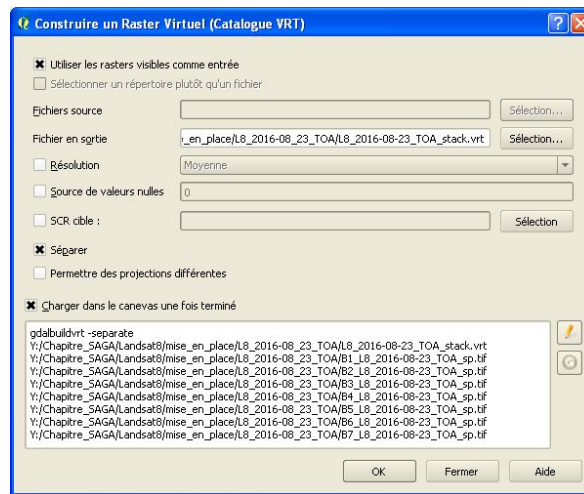 Construire un Raster Virtuel (Catalogue VRT)
Utiliser les rasters visibles comme entrée
Sélectionner un répertoire plutôt qu'un fichier
Fichiers source
Sélection...
Fichier en sortie
:_en_place/L8_2016-08_23_TOA/L8_2016-08-23_TOA_stack.vrt
Sélection...
Résolution
Moyenne
Source de valeurs nulles
0
SCR cible :
Sélection
Séparer
Permettre des projections différentes
Charger dans le canevas une fois terminé
gdalbuildvrt -separate
Y:/Chapitre_SAGA/Landsat8/mise_en_place/L8_2016-08_23_TOA/L8_2016-08-23_TOA_stack.vrt
Y:/Chapitre_SAGA/Landsat8/mise_en_place/L8_2016-08_23_TOA/B1_L8_2016-08-23_TOA_sp.tif
Y:/Chapitre_SAGA/Landsat8/mise_en_place/L8_2016-08_23_TOA/B2_L8_2016-08-23_TOA_sp.tif
Y:/Chapitre_SAGA/Landsat8/mise_en_place/L8_2016-08_23_TOA/B3_L8_2016-08-23_TOA_sp.tif
Y:/Chapitre_SAGA/Landsat8/mise_en_place/L8_2016-08_23_TOA/B4_L8_2016-08-23_TOA_sp.tif
Y:/Chapitre_SAGA/Landsat8/mise_en_place/L8_2016-08_23_TOA/B5_L8_2016-08-23_TOA_sp.tif
Y:/Chapitre_SAGA/Landsat8/mise_en_place/L8_2016-08_23_TOA/B6_L8_2016-08-23_TOA_sp.tif
Y:/Chapitre_SAGA/Landsat8/mise_en_place/L8_2016-08_23_TOA/B7_L8_2016-08-23_TOA_sp.tif
OK
Fermer
Aide